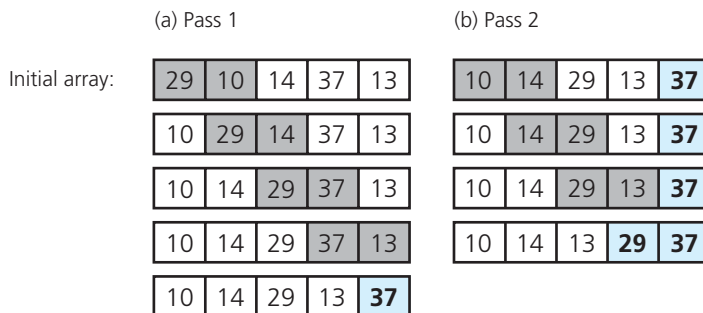 (a) Pass 1 (b) Pass 2
Initial array: 29 10 14 37 13 10 14 29 13 37
10 29 14 37 13 10 14 29 13 37
10 14 29 37 13 10 14 29 13 37
10 14 29 37 13 10 14 13 29 37
10 14 29 13 37